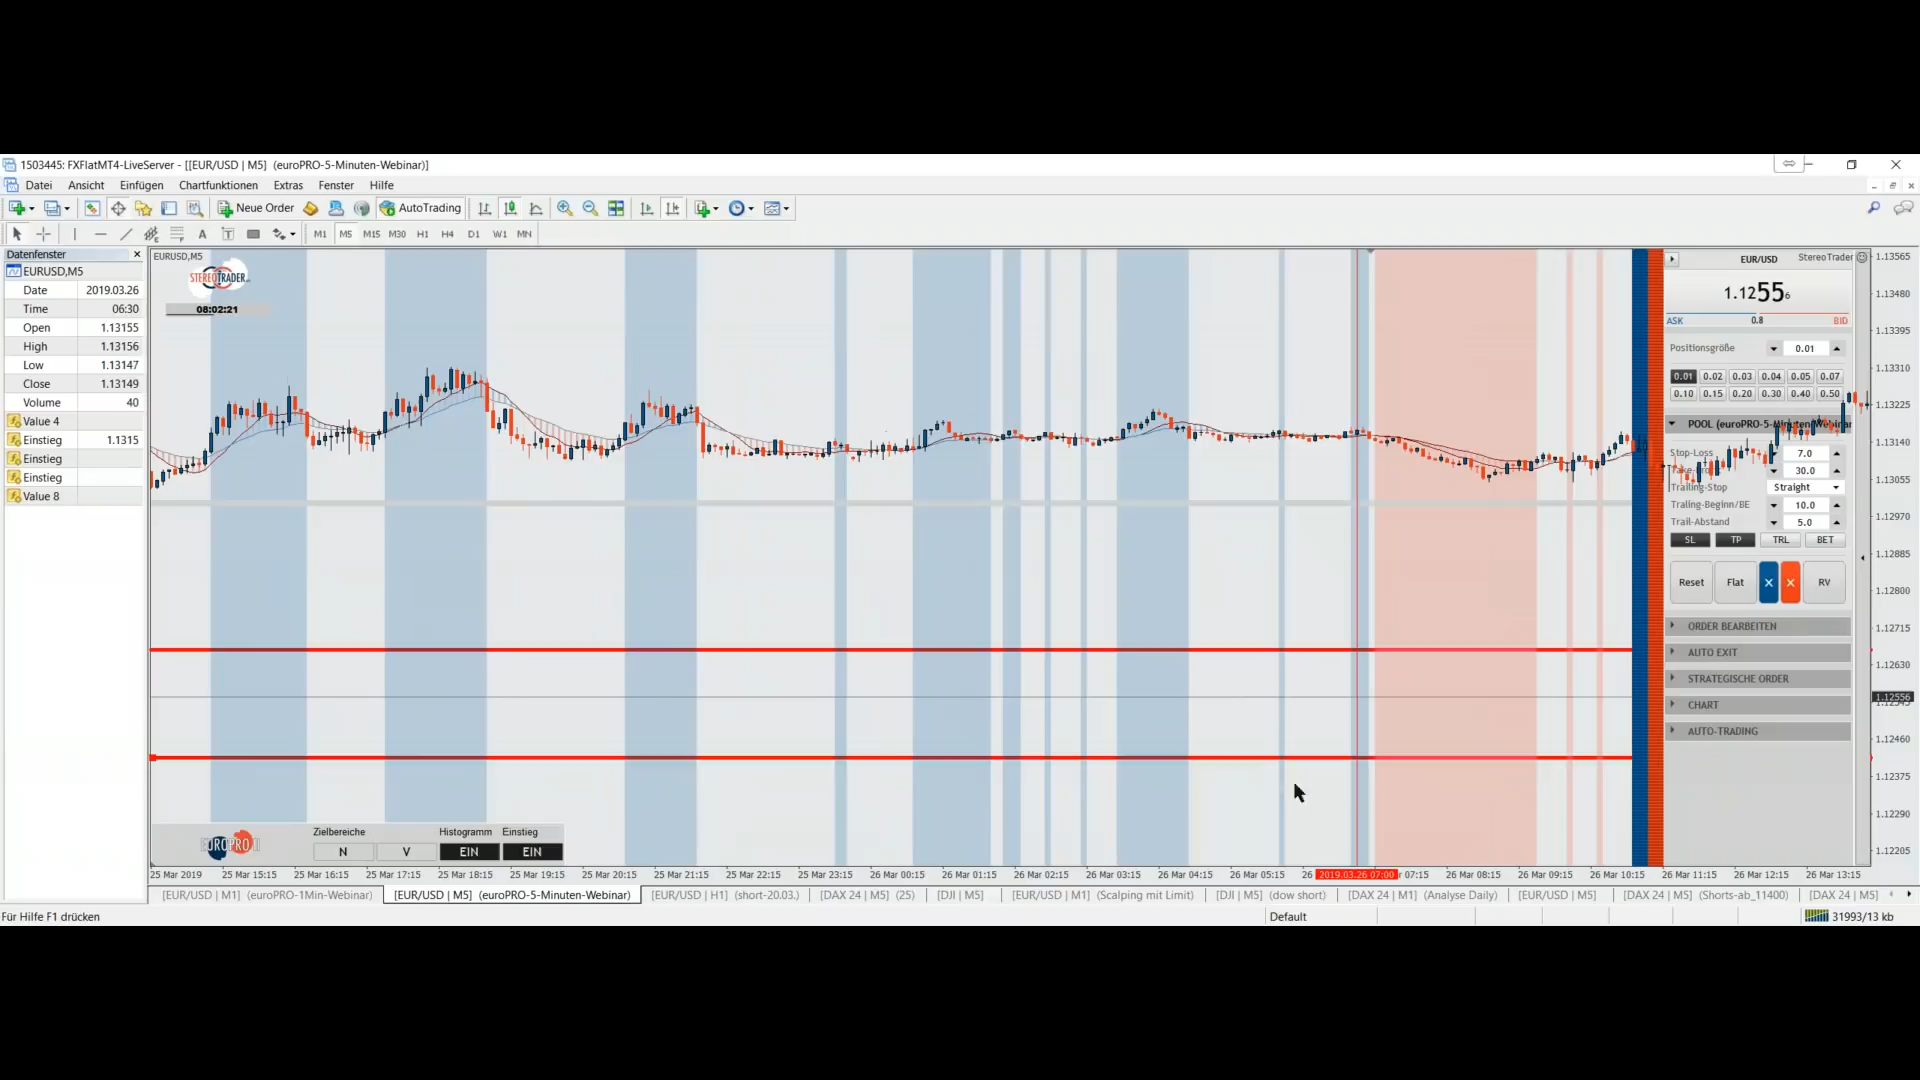 1503445: FXFlatMT4-LiveServer - [[EUR/USD | M5] (euroPRO-5-Minuten-Webinar)]
Datei Ansicht Einfügen Chartfunktionen Extras Fenster Hilfe
Neue Order AutoTrading
A T M1 M5 M15 M30 H1 H4 D1 W1 MN
Datenfenster
EURUSD,M5
Date 2019.03.26
Time 06:30
Open 1.13155
High 1.13156
Low 1.13147
Close 1.13149
Volume 40
Value 4
Einstieg 1.1315
Einstieg
Einstieg
Value 8
EURUSD,M5
STEREOTRADER
08:02:21
EUROPRO
Zielbereiche Histogramm Einstieg
N V EIN EIN
EUR/USD StereoTrader
1.12556
ASK 0.8 BID
Positionsgröße 0.01
0.01 0.02 0.03 0.04 0.05 0.07
0.10 0.15 0.20 0.30 0.40 0.50
POOL (euroPRO-5-Minuten-Webinar
Stop-Loss 7.0
30.0
Trailing-Stop Straight
Traling-Beginn/BE 10.0
Trail-Abstand 5.0
SL TP TRL BET
Reset Flat × × RV
ORDER BEARBEITEN
AUTO EXIT
STRATEGISCHE ORDER
CHART
AUTO-TRADING
1.13565
1.13480
1.13395
1.13310
1.13225
1.13140
1.13055
1.12970
1.12885
1.12800
1.12715
1.12630
1.12556
1.12460
1.12375
1.12290
1.12205
25 Mar 2019 25 Mar 15:15 25 Mar 16:15 25 Mar 17:15 25 Mar 18:15 25 Mar 19:15 25 Mar 20:15 25 Mar 21:15 25 Mar 22:15 25 Mar 23:15 26 Mar 00:15 26 Mar 01:15 26 Mar 02:15 26 Mar 03:15 26 Mar 04:15 26 Mar 05:15 26 2019.03.26 07:00 r 07:15 26 Mar 08:15 26 Mar 09:15 26 Mar 10:15 26 Mar 11:15 26 Mar 12:15 26 Mar 13:15
[EUR/USD | M1] (euroPRO-1Min-Webinar) [EUR/USD | M5] (euroPRO-5-Minuten-Webinar) [EUR/USD | H1] (short-20.03.) [DAX 24 | M5] (25) [DJI | M5] [EUR/USD | M1] (Scalping mit Limit) [DJI | M5] (dow short) [DAX 24 | M1] (Analyse Daily) [EUR/USD | M5] [DAX 24 | M5] (Shorts-ab_11400) [DAX 24 | M5]
Für Hilfe F1 drücken Default 31993/13 kb